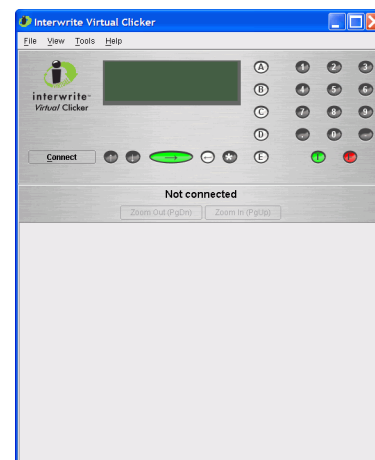 Interwrite Virtual Clicker
File View Tools Help
A 1 2 3
interwrite™ B 4 5 6
Virtual Clicker C 7 8 9
D . 0 -
Connect → ← * E T F
Not connected
Zoom Out (PgDn) Zoom In (PgUp)